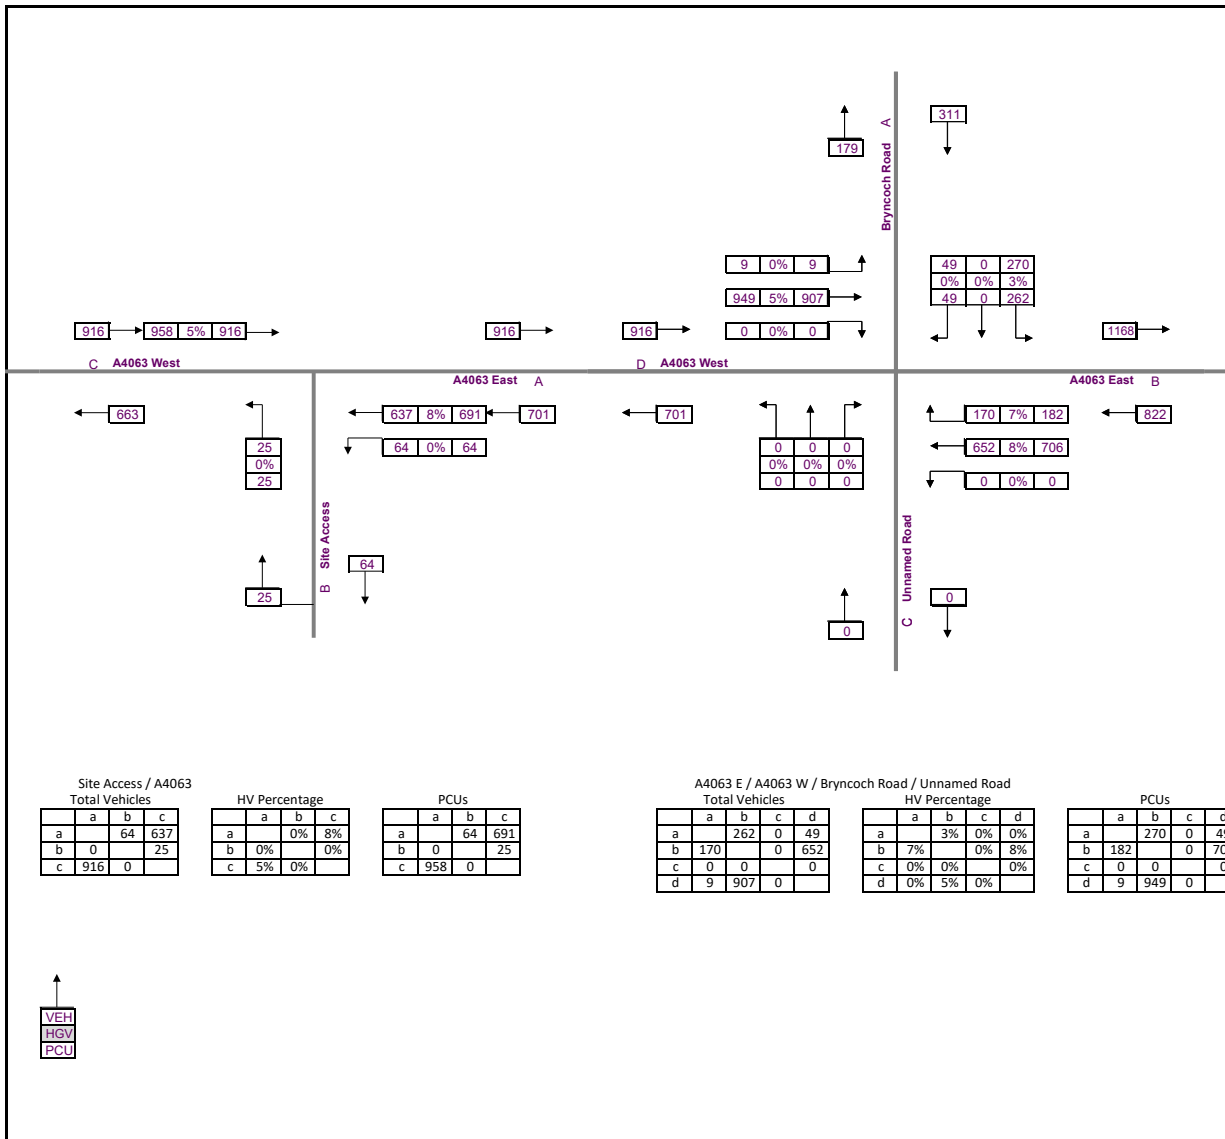 311
179
Bryncoch Road A
9 0% 9
49 0 270
0% 0% 3%
49 0 262
949 5% 907
0 0% 0
916 958 5% 916
916
916
1168
C A4063 West
D A4063 West
A4063 East A
A4063 East B
663
637 8% 691 701
701
170 7% 182
822
25
0%
25
64 0% 64
0 0 0
0% 0% 0%
0 0 0
652 8% 706
0 0% 0
B Site Access
64
25
C Unnamed Road
0
0
Site Access / A4063
Total Vehicles HV Percentage PCUs
a b c a b c a b c
a 64 637 a 0% 8% a 64 691
b 0 25 b 0% 0% b 0 25
c 916 0 c 5% 0% c 958 0
A4063 E / A4063 W / Bryncoch Road / Unnamed Road
Total Vehicles HV Percentage PCUs
a b c d a b c d a b c d
a 262 0 49 a 3% 0% 0% a 270 0 49
b 170 0 652 b 7% 0% 8% b 182 0 70
c 0 0 0 c 0% 0% 0% c 0 0 0
d 9 907 0 d 0% 5% 0% d 9 949 0
VEH
HGV
PCU